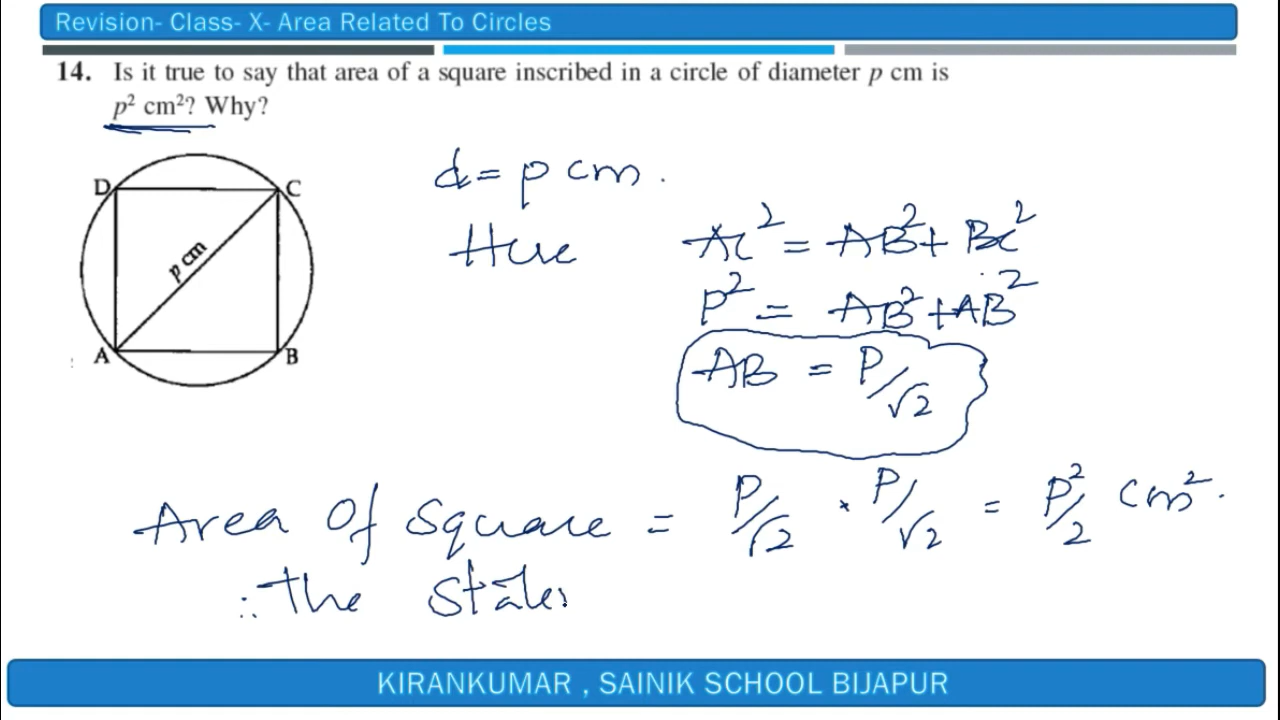 Revision- Class- X- Area Related To Circles
14. Is it true to say that area of a square inscribed in a circle of diameter p cm is
p² cm²? Why?
D C
p cm
A B
d = p cm.
Here AC² = AB² + BC²
P² = AB² + AB²
AB = P/√2
Area Of Square = P/√2 × P/√2 = P²/2 cm².
∴ The State
KIRANKUMAR , SAINIK SCHOOL BIJAPUR